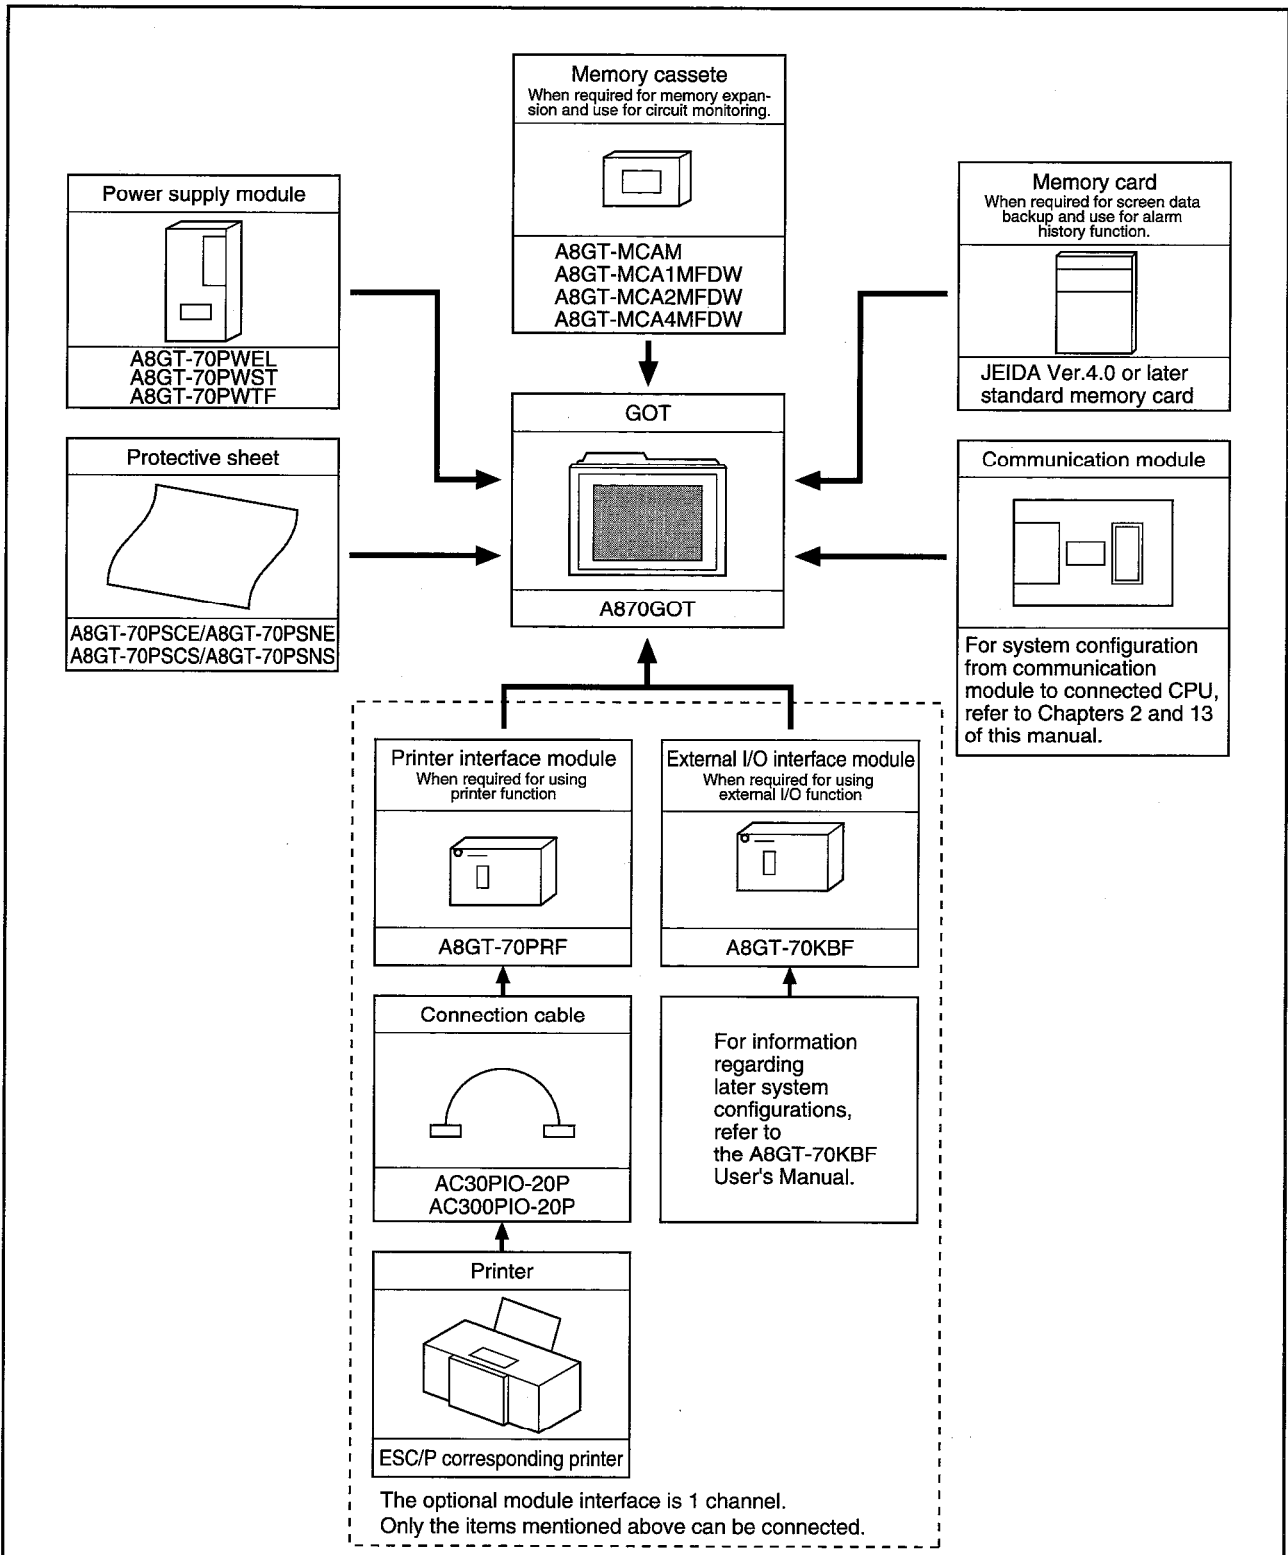 Memory cassete
When required for memory expan-
sion and use for circuit monitoring.
A8GT-MCAM
A8GT-MCA1MFDW
A8GT-MCA2MFDW
A8GT-MCA4MFDW
Power supply module
A8GT-70PWEL
A8GT-70PWST
A8GT-70PWTF
Memory card
When required for screen data
backup and use for alarm
history function.
JEIDA Ver.4.0 or later
standard memory card
GOT
A870GOT
Protective sheet
A8GT-70PSCE/A8GT-70PSNE
A8GT-70PSCS/A8GT-70PSNS
Communication module
For system configuration
from communication
module to connected CPU,
refer to Chapters 2 and 13
of this manual.
Printer interface module
When required for using
printer function
A8GT-70PRF
External I/O interface module
When required for using
external I/O function
A8GT-70KBF
Connection cable
AC30PIO-20P
AC300PIO-20P
For information
regarding
later system
configurations,
refer to
the A8GT-70KBF
User's Manual.
Printer
ESC/P corresponding printer
The optional module interface is 1 channel.
Only the items mentioned above can be connected.